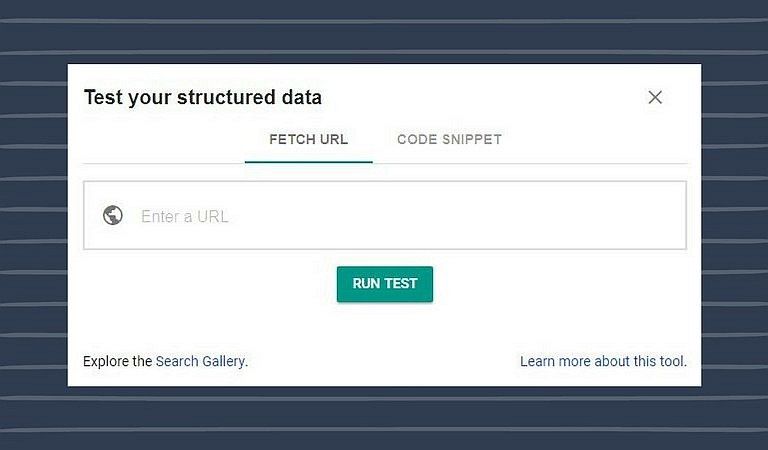 Test your structured data
FETCH URL
CODE SNIPPET
Enter a URL
RUN TEST
Explore the Search Gallery.
Learn more about this tool.